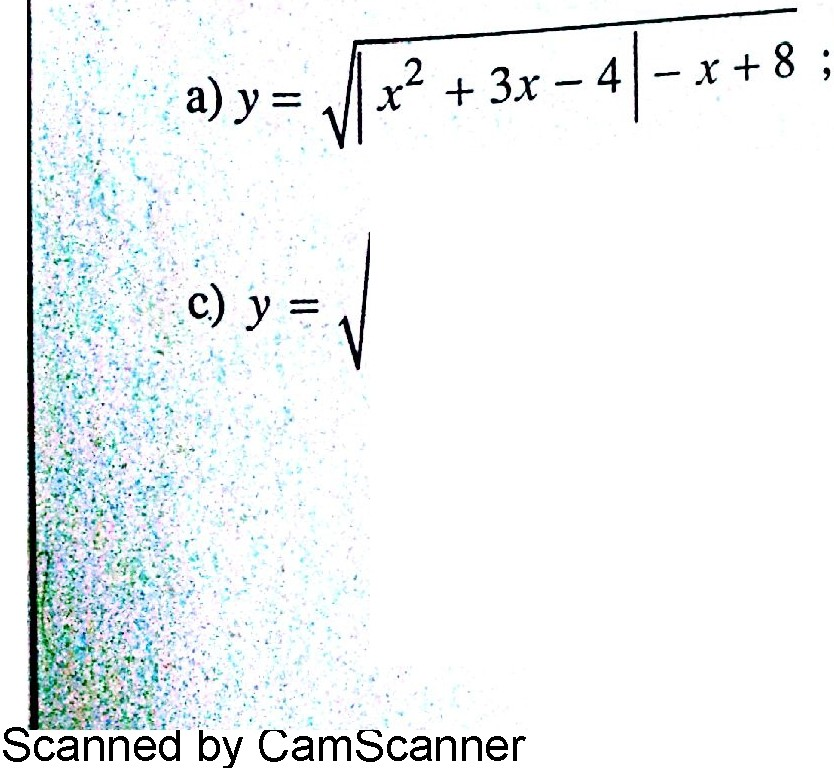 a) y = √(|x² + 3x − 4| − x + 8) ;
c) y = √
Scanned by CamScanner